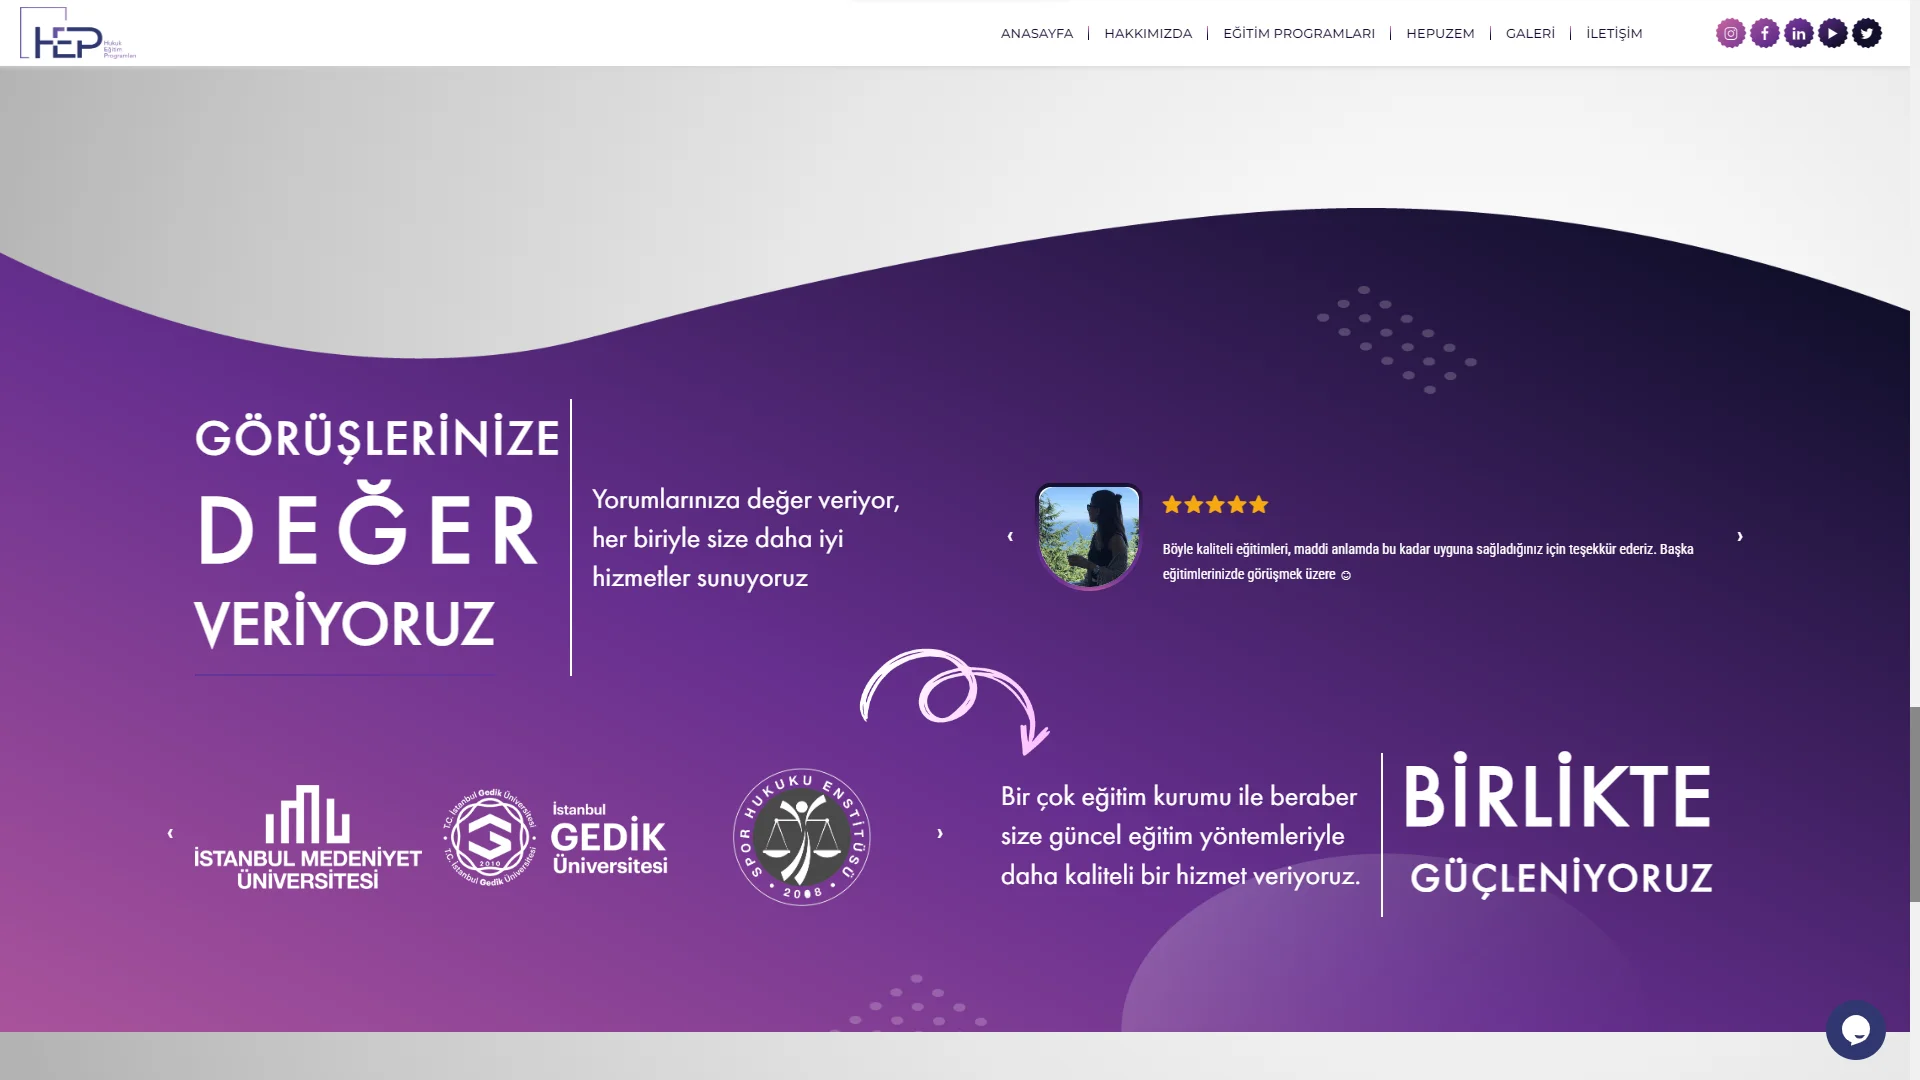 HEP
Hukuk
Eğitim
Programları
ANASAYFA
HAKKIMIZDA
EĞİTİM PROGRAMLARI
HEPUZEM
GALERİ
İLETİŞİM
GÖRÜŞLERİNİZE
DEĞER
VERİYORUZ
Yorumlarınıza değer veriyor,
her biriyle size daha iyi
hizmetler sunuyoruz
Böyle kaliteli eğitimleri, maddi anlamda bu kadar uyguna sağladığınız için teşekkür ederiz. Başka
eğitimlerinizde görüşmek üzere ☺
İSTANBUL MEDENİYET
ÜNİVERSİTESİ
T.C. İstanbul Gedik Üniversitesi
T.C. İstanbul Gedik Üniversitesi
2010
İstanbul
GEDİK
Üniversitesi
SPOR HUKUKU ENSTİTÜSÜ
• 2008 •
Bir çok eğitim kurumu ile beraber
size güncel eğitim yöntemleriyle
daha kaliteli bir hizmet veriyoruz.
BİRLİKTE
GÜÇLENİYORUZ